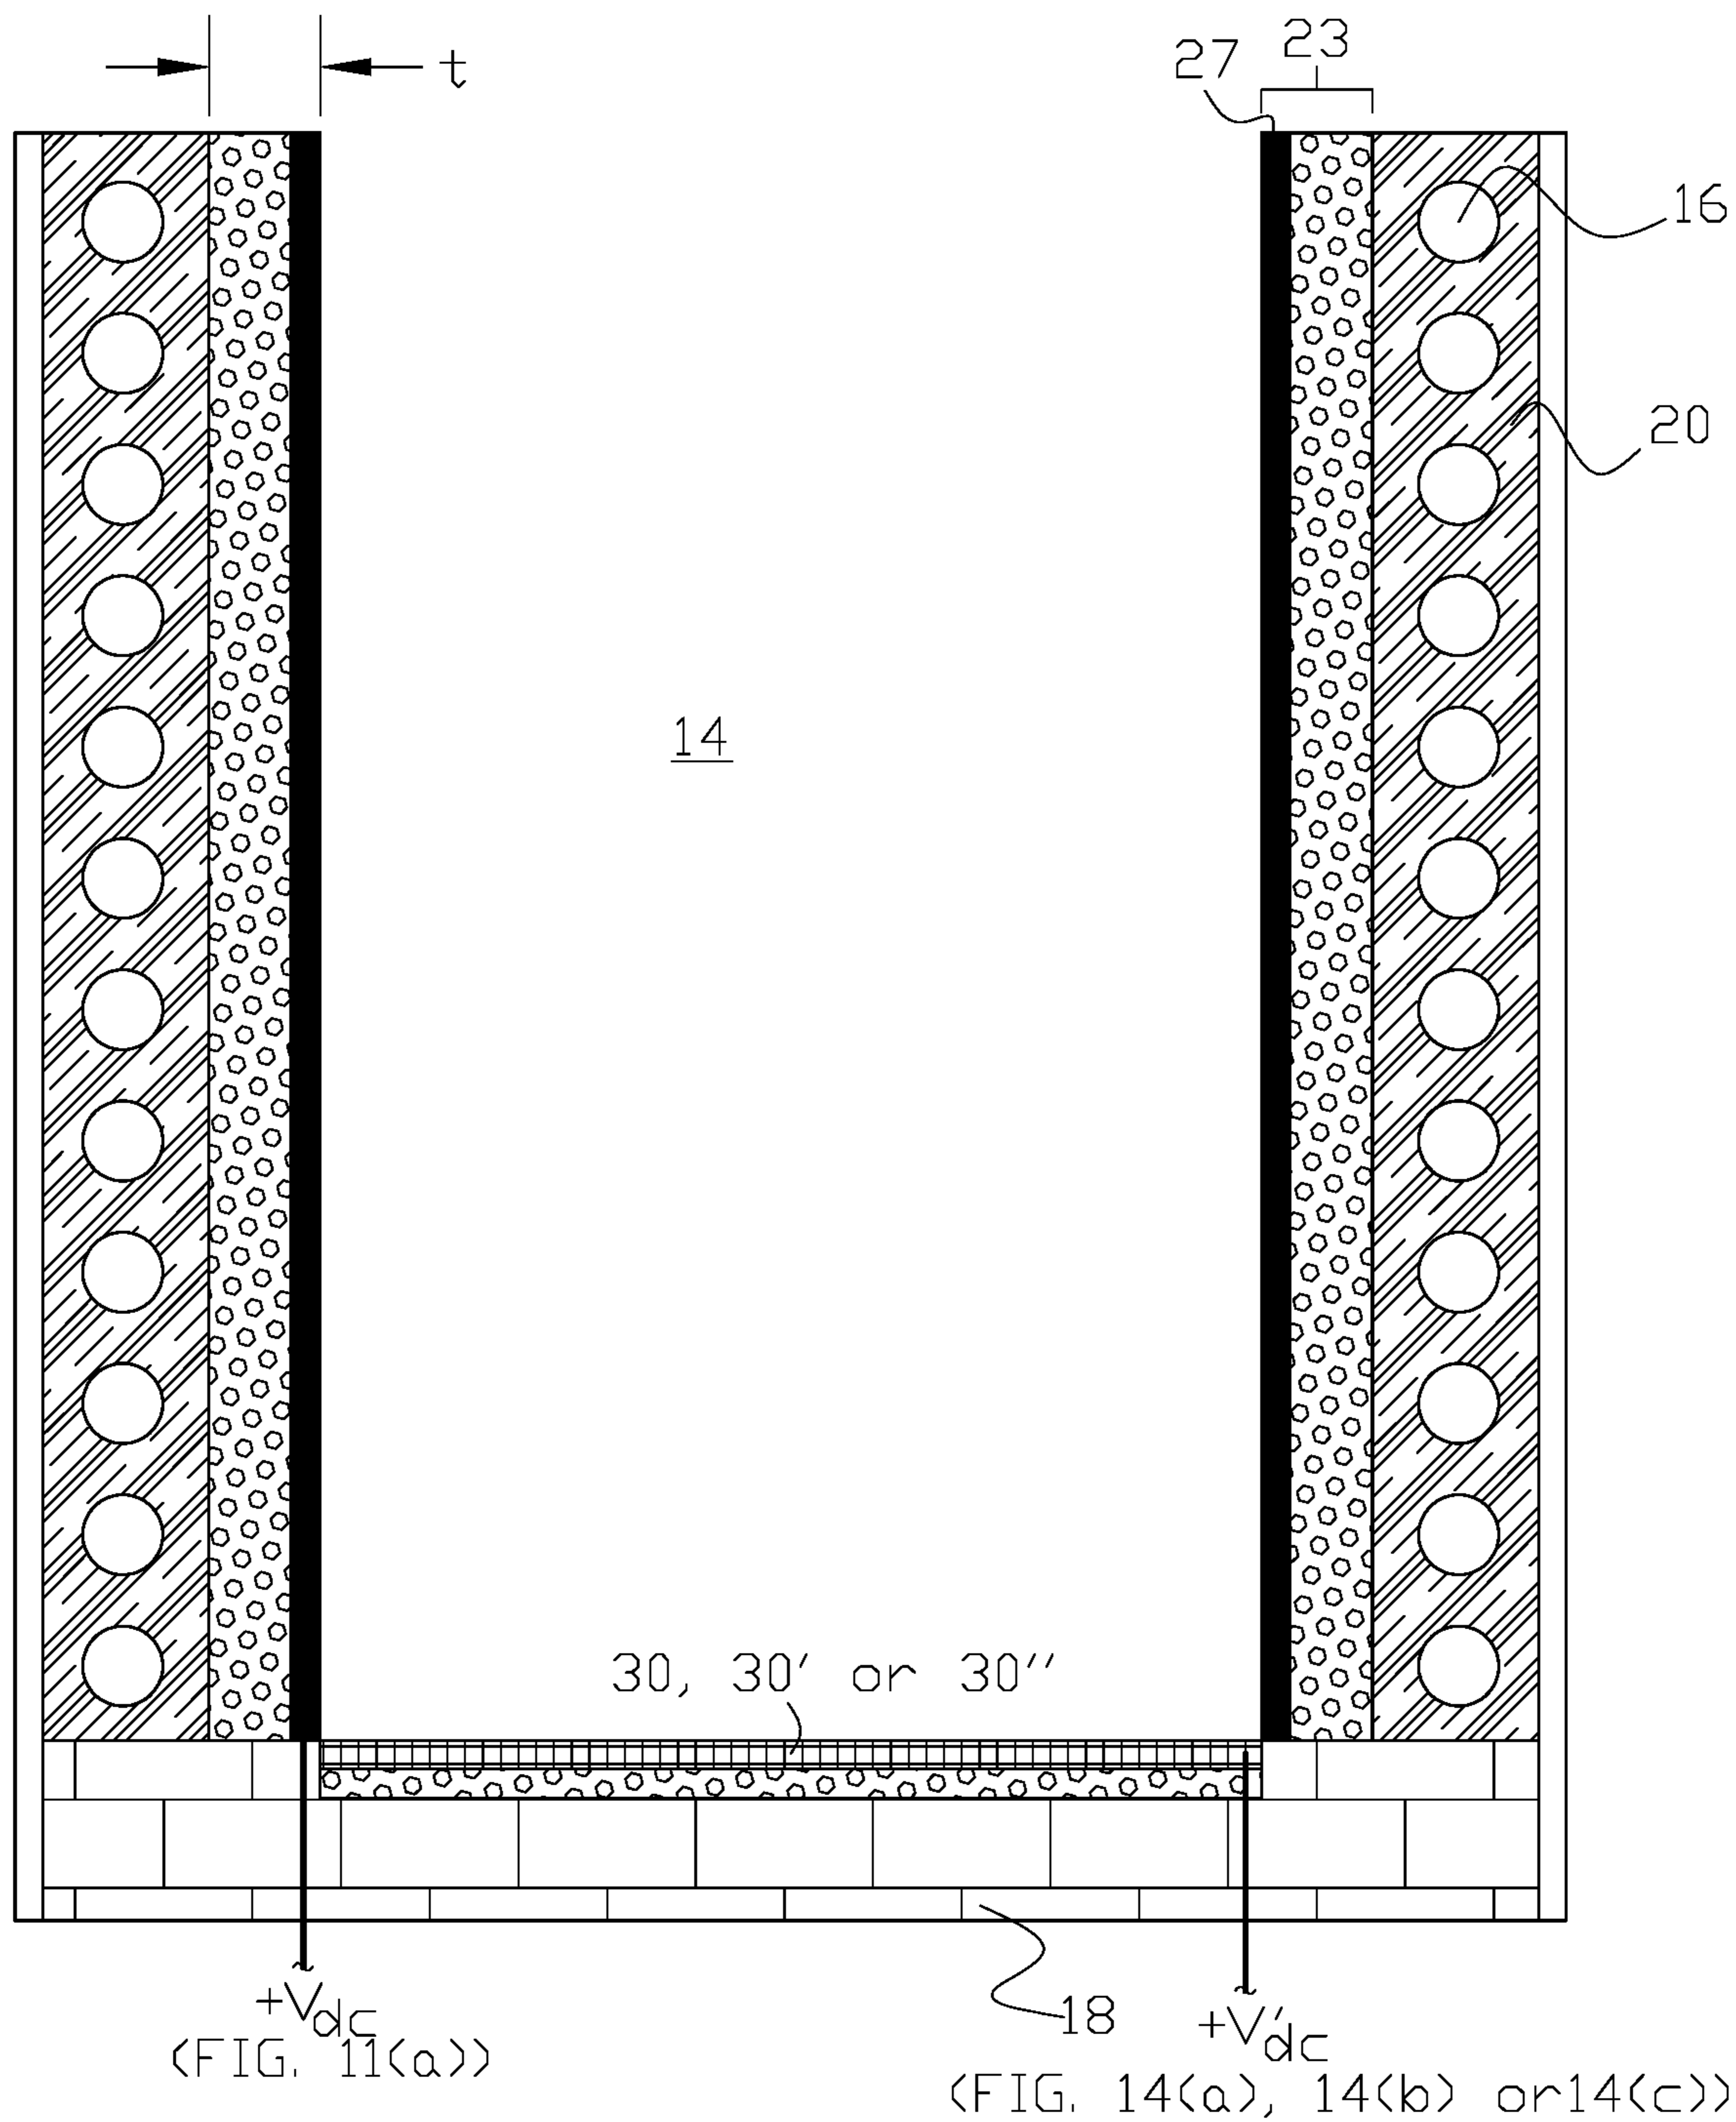 t
27
23
16
20
14
30, 30' or 30''
+Vdc
(FIG. 11(a))
18
+V'dc
(FIG. 14(a), 14(b) or14(c))